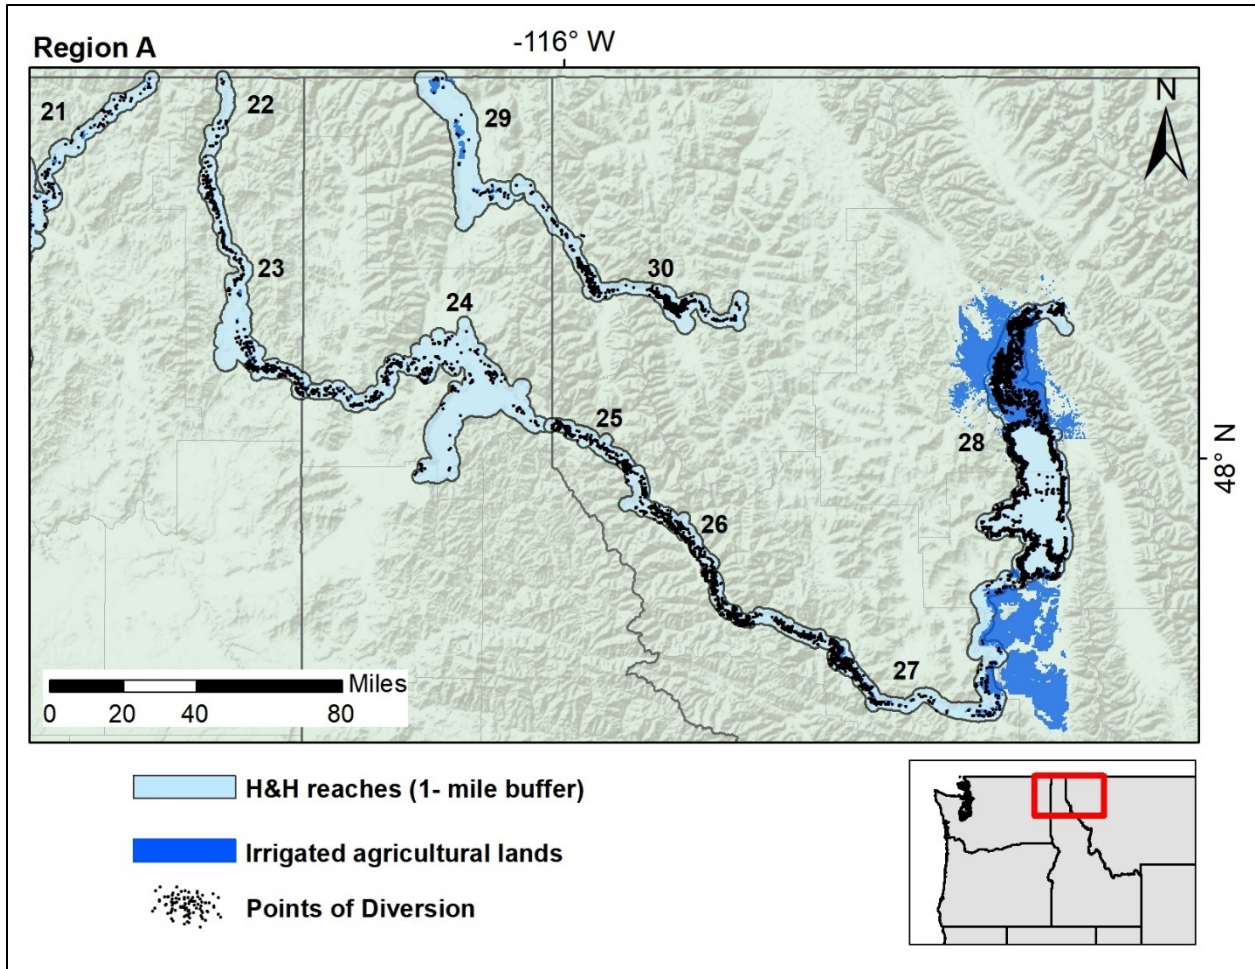 Region A
-116° W
21
22
29
N
23
30
24
25
28
48° N
26
27
Miles
0 20 40 80
H&H reaches (1- mile buffer)
Irrigated agricultural lands
Points of Diversion